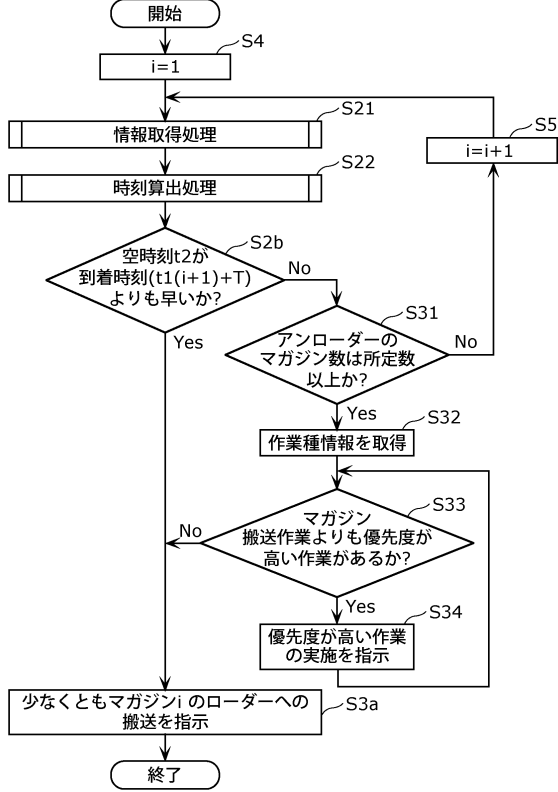 開始
S4
i=1
S21
情報取得処理
S5
i=i+1
S22
時刻算出処理
S2b
空時刻t2が
到着時刻(t1(i+1)+T)
よりも早いか?
No
Yes
S31
アンローダーの
マガジン数は所定数
以上か?
No
Yes
S32
作業種情報を取得
S33
マガジン
搬送作業よりも優先度が
高い作業があるか?
No
Yes
S34
優先度が高い作業
の実施を指示
少なくともマガジンi のローダーへの
搬送を指示
S3a
終了